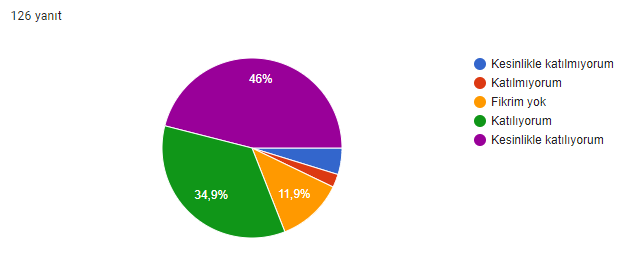 126 yanıt
Kesinlikle katılmıyorum
Katılmıyorum
Fikrim yok
Katılıyorum
Kesinlikle katılıyorum
46%
34,9%
11,9%